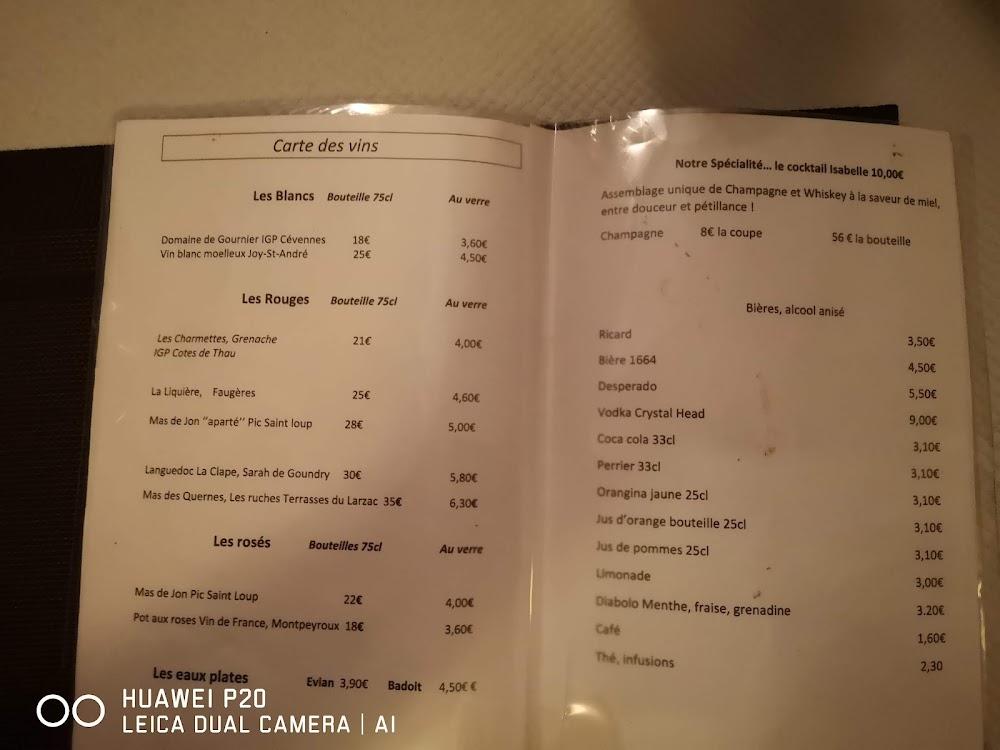 Carte des vins
Les Blancs Bouteille 75cl Au verre
Domaine de Gournier IGP Cévennes 18€ 3,60€
Vin blanc moelleux Joy-St-André 25€ 4,50€
Les Rouges Bouteille 75cl Au verre
Les Charmettes, Grenache 21€ 4,00€
IGP Cotes de Thau
La Liquière, Faugères 25€ 4,60€
Mas de Jon "aparté" Pic Saint loup 28€ 5,00€
Languedoc La Clape, Sarah de Goundry 30€ 5,80€
Mas des Quernes, Les ruches Terrasses du Larzac 35€ 6,30€
Les rosés Bouteilles 75cl Au verre
Mas de Jon Pic Saint Loup 22€ 4,00€
Pot aux roses Vin de France, Montpeyroux 18€ 3,60€
Les eaux plates Evian 3,90€ Badoit 4,50€ €
Notre Spécialité... le cocktail Isabelle 10,00€
Assemblage unique de Champagne et Whiskey à la saveur de miel,
entre douceur et pétillance !
Champagne 8€ la coupe 56 € la bouteille
Bières, alcool anisé
Ricard 3,50€
Bière 1664 4,50€
Desperado 5,50€
Vodka Crystal Head 9,00€
Coca cola 33cl 3,10€
Perrier 33cl 3,10€
Orangina jaune 25cl 3,10€
Jus d'orange bouteille 25cl 3,10€
Jus de pommes 25cl 3,10€
Limonade 3,00€
Diabolo Menthe, fraise, grenadine 3.20€
Café 1,60€
Thé, infusions 2,30
HUAWEI P20
LEICA DUAL CAMERA | AI